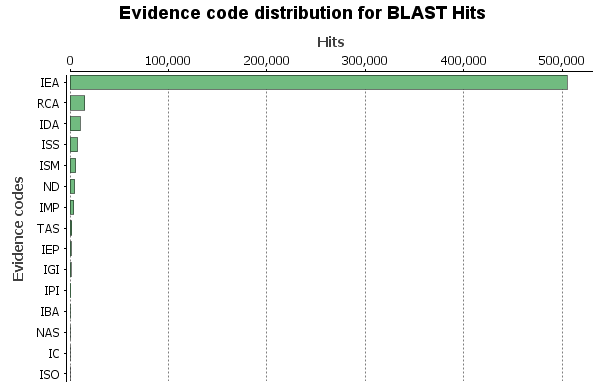 Evidence code distribution for BLAST Hits
Hits
0 100,000 200,000 300,000 400,000 500,000
Evidence codes
IEA
RCA
IDA
ISS
ISM
ND
IMP
TAS
IEP
IGI
IPI
IBA
NAS
IC
ISO